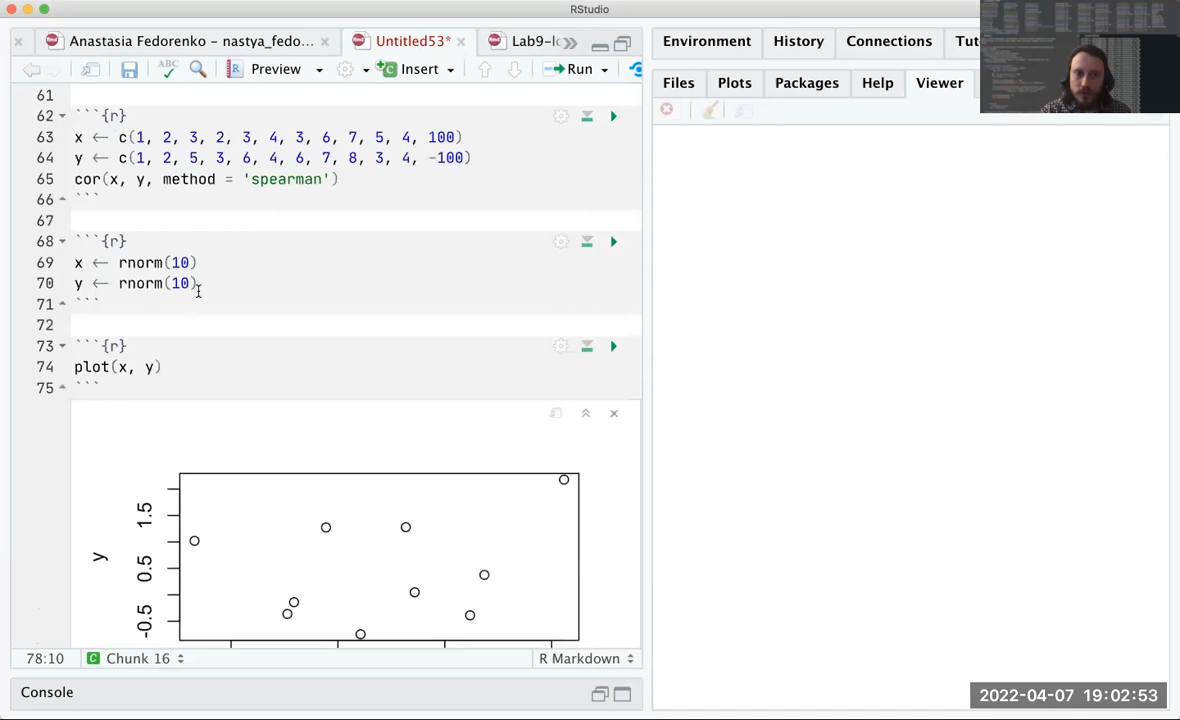 RStudio
Anastasia Fedorenko - nastya_fedo...
Untitled53*
Lab9-lc
ABC
Preview
Insert
Run
61
62 ```{r}
63 x <- c(1, 2, 3, 2, 3, 4, 3, 6, 7, 5, 4, 100)
64 y <- c(1, 2, 5, 3, 6, 4, 6, 7, 8, 3, 4, -100)
65 cor(x, y, method = 'spearman')
66 ```
67
68 ```{r}
69 x <- rnorm(10)
70 y <- rnorm(10)
71 ```
72
73 ```{r}
74 plot(x, y)
75 ```
y
1.5
0.5
-0.5
78:10
C Chunk 16
R Markdown
Console
Environment
History
Connections
Tut
Files
Plots
Packages
Help
Viewer
2022-04-07 19:02:53